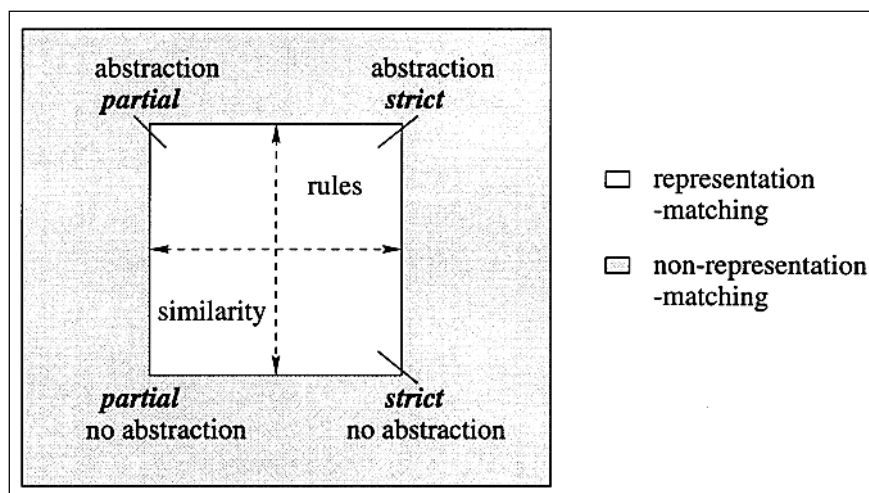 abstraction
partial
abstraction
strict
rules
similarity
partial
no abstraction
strict
no abstraction
representation
-matching
non-representation
-matching